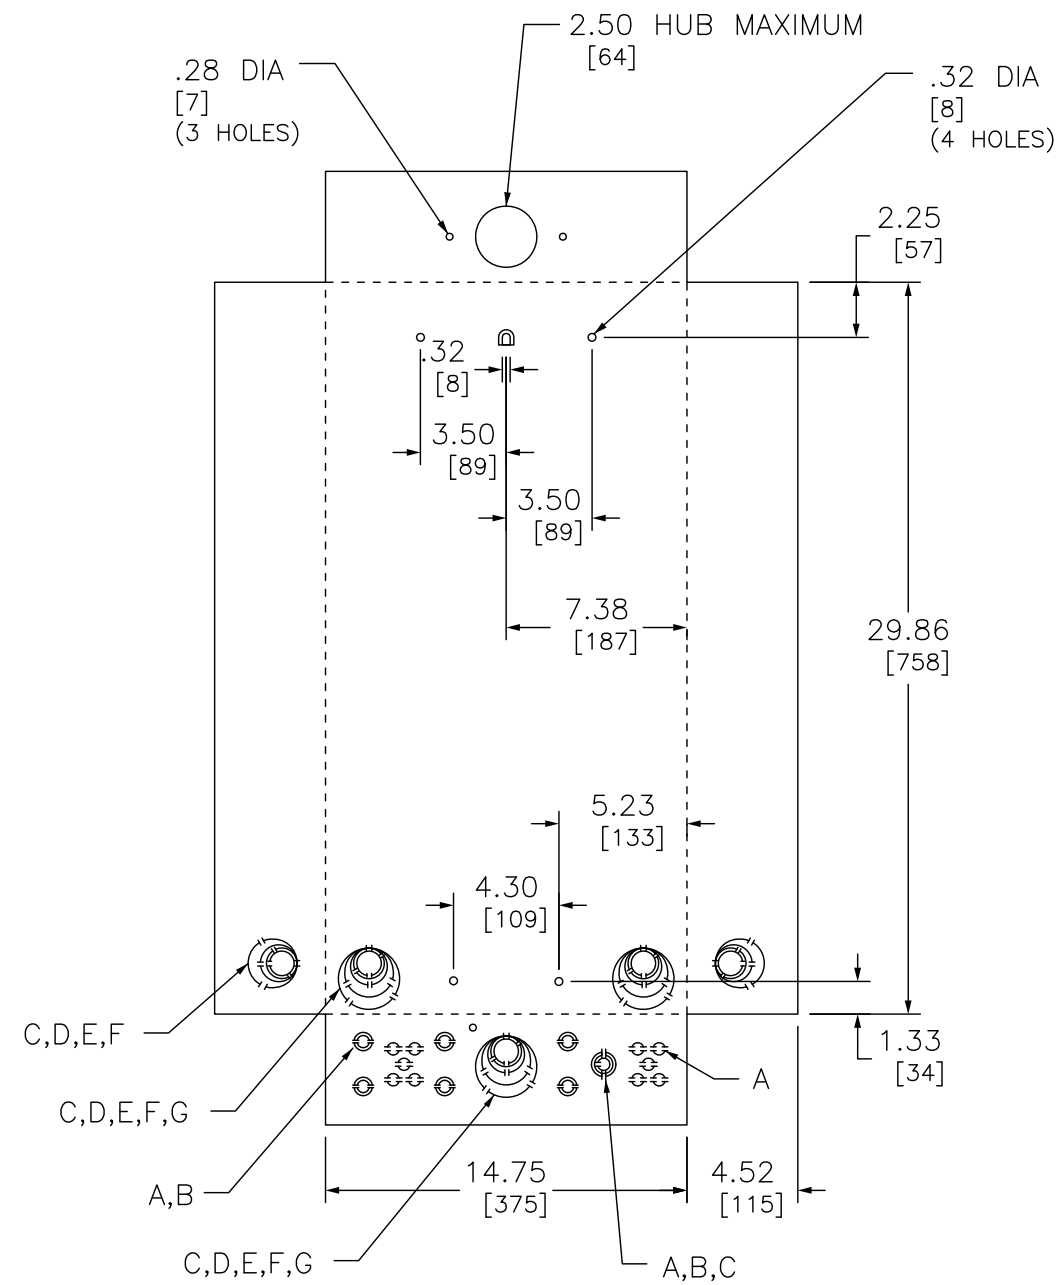 2.50 HUB MAXIMUM
[64]
.28 DIA
[7]
(3 HOLES)
.32 DIA
[8]
(4 HOLES)
2.25
[57]
.32
[8]
3.50
[89]
3.50
[89]
7.38
[187]
29.86
[758]
5.23
[133]
4.30
[109]
C,D,E,F
1.33
[34]
A
C,D,E,F,G
14.75
[375]
4.52
[115]
A,B
C,D,E,F,G
A,B,C